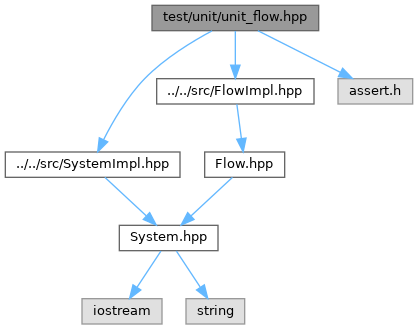 test/unit/unit_flow.hpp
../../src/FlowImpl.hpp
assert.h
../../src/SystemImpl.hpp
Flow.hpp
System.hpp
iostream
string